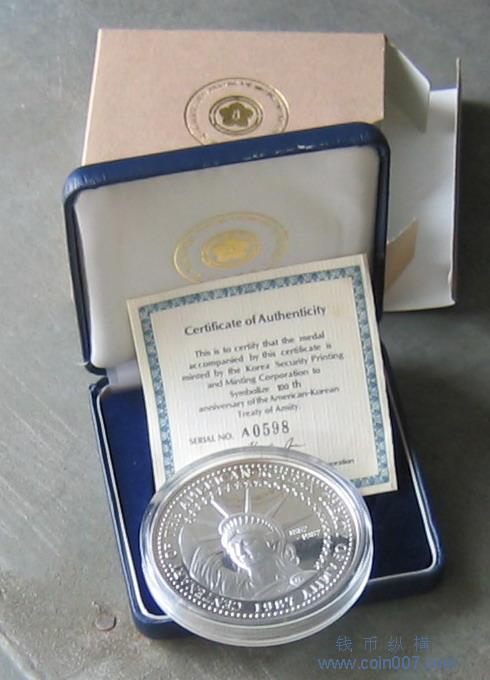 Certificate of Authenticity
This is to certify that the medal
accompanied by this certificate is
minted by the Korea Security Printing
and Minting Corporation to
Symbolize 100 th
anniversary of the American-Korean
Treaty of Amity.
SERIAL NO. A0598
钱币纵横
www.coin007.com